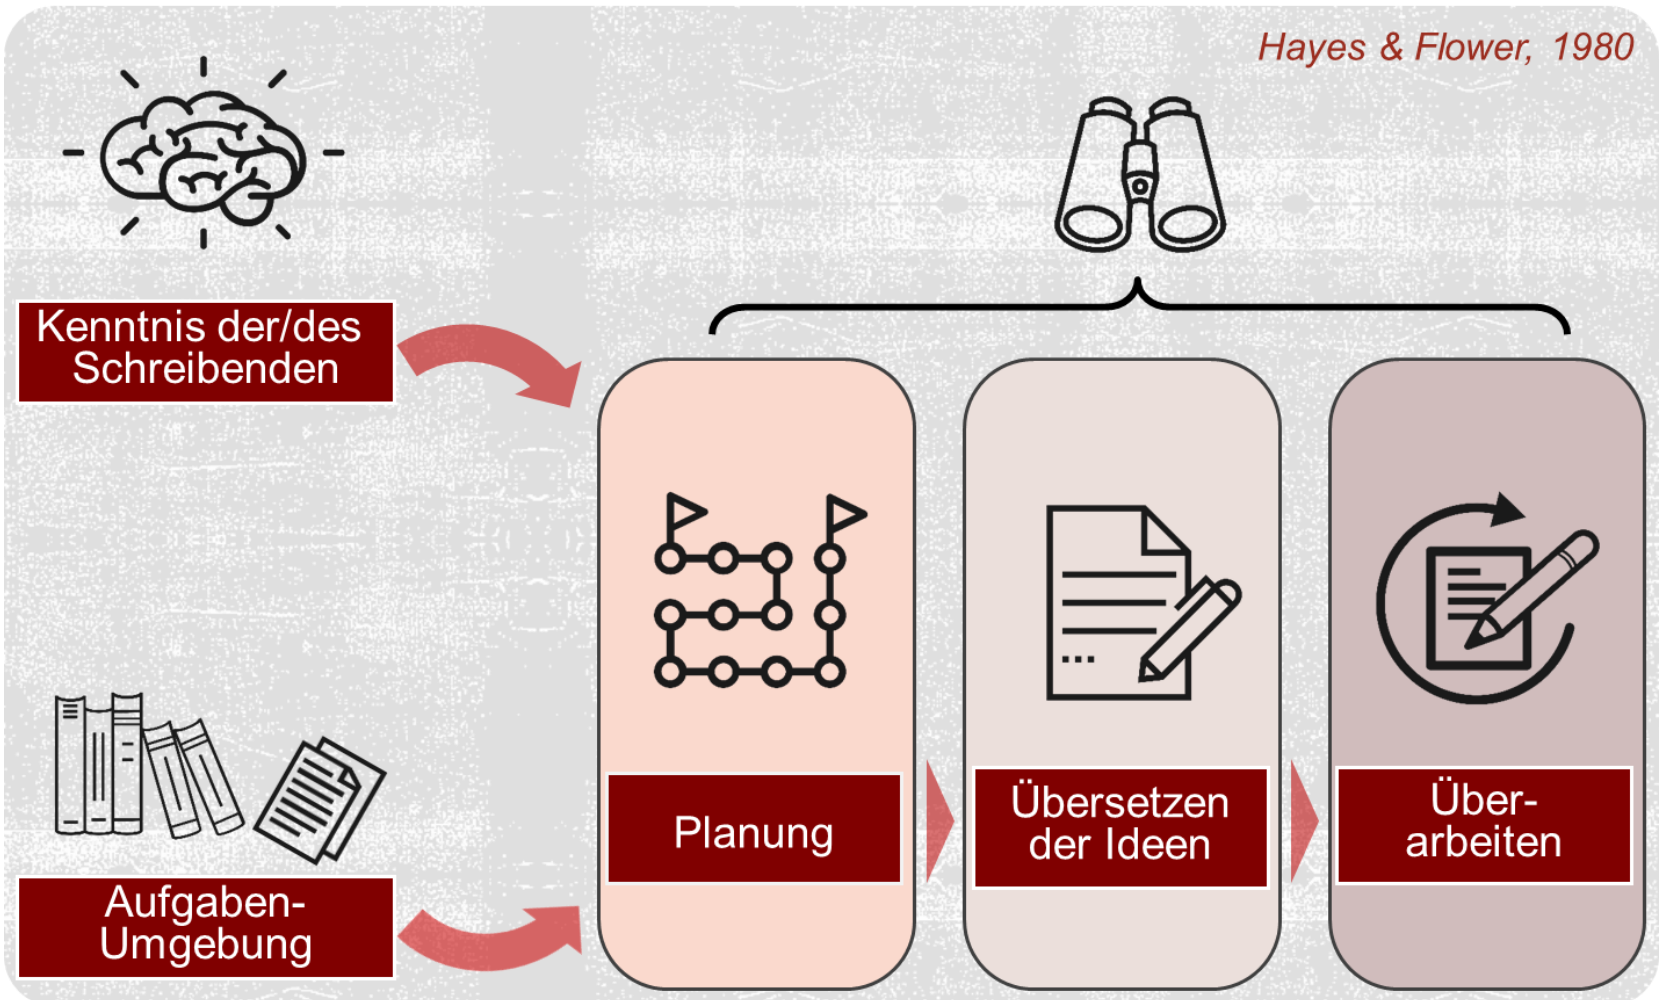 Hayes & Flower, 1980
Kenntnis der/des
Schreibenden
Aufgaben-
Umgebung
Planung
Übersetzen
der Ideen
Über-
arbeiten